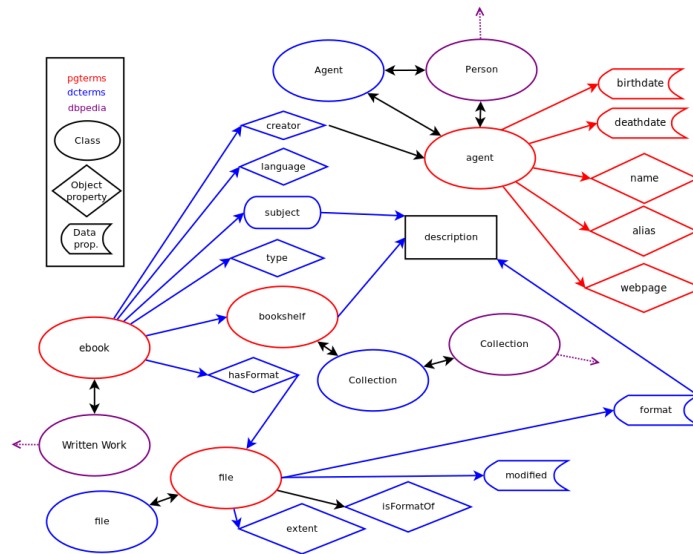 Agent
Person
pgterms
dcterms
dbpedia
Class
Object
property
Data
prop.
birthdate
deathdate
creator
agent
language
name
subject
alias
description
type
webpage
bookshelf
ebook
Collection
hasFormat
Collection
format
Written Work
file
modified
isFormatOf
file
extent